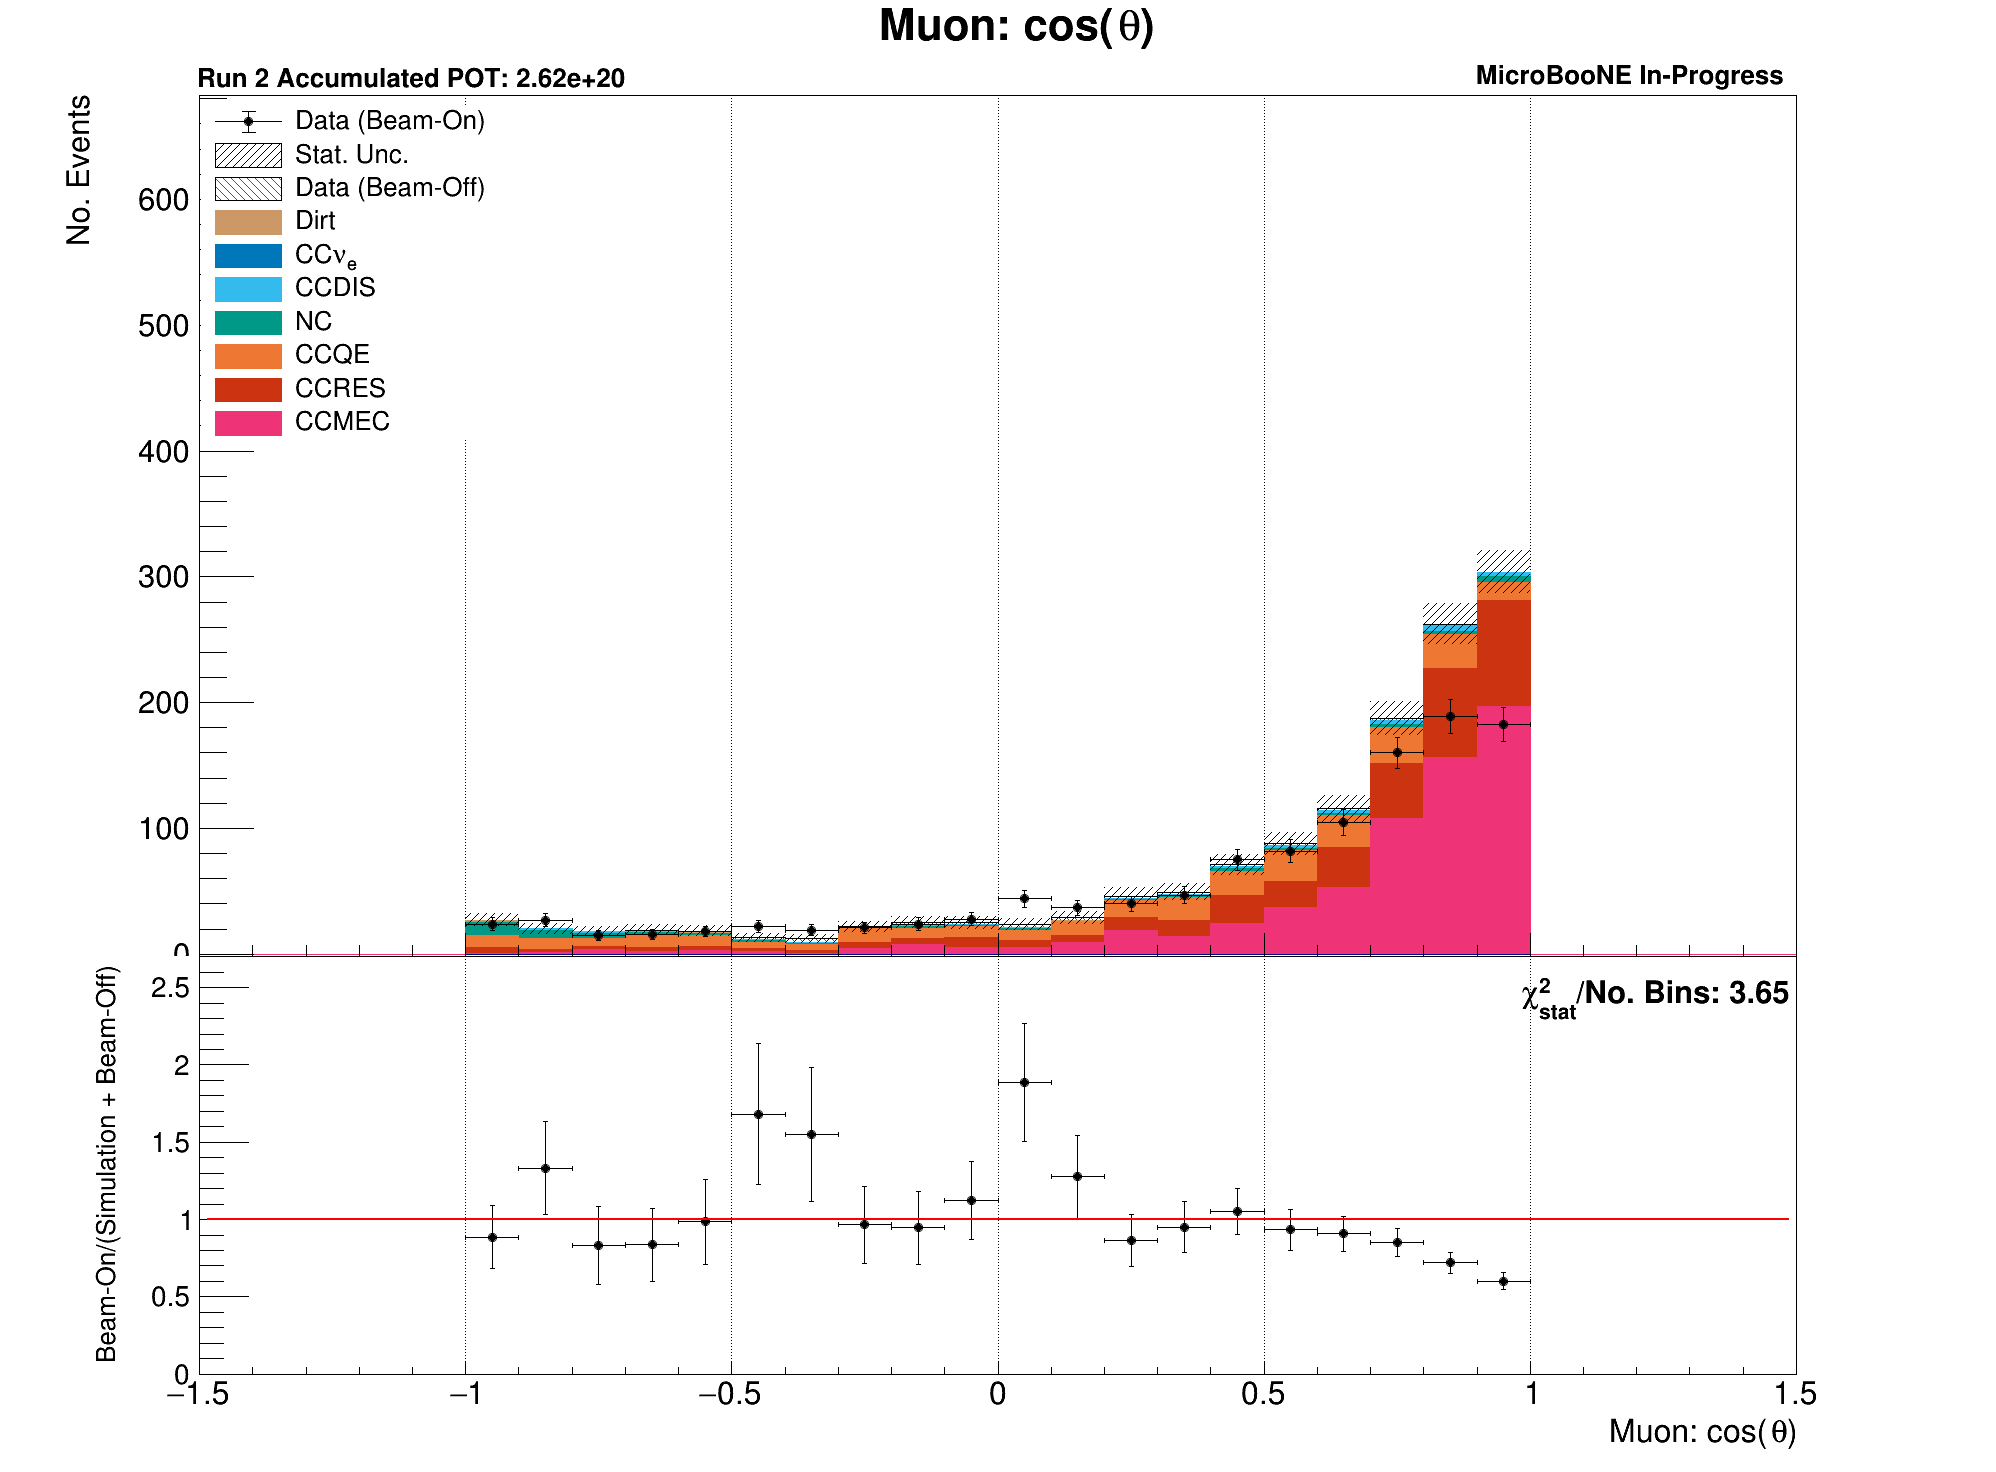 Muon: cos(θ)
Run 2 Accumulated POT: 2.62e+20
MicroBooNE In-Progress
No. Events
Data (Beam-On)
Stat. Unc.
Data (Beam-Off)
Dirt
CCνe
CCDIS
NC
CCQE
CCRES
CCMEC
600
500
400
300
200
100
0
Beam-On/(Simulation + Beam-Off)
χ²stat/No. Bins: 3.65
2.5
2
1.5
1
0.5
0
−1.5 −1 −0.5 0 0.5 1 1.5
Muon: cos(θ)